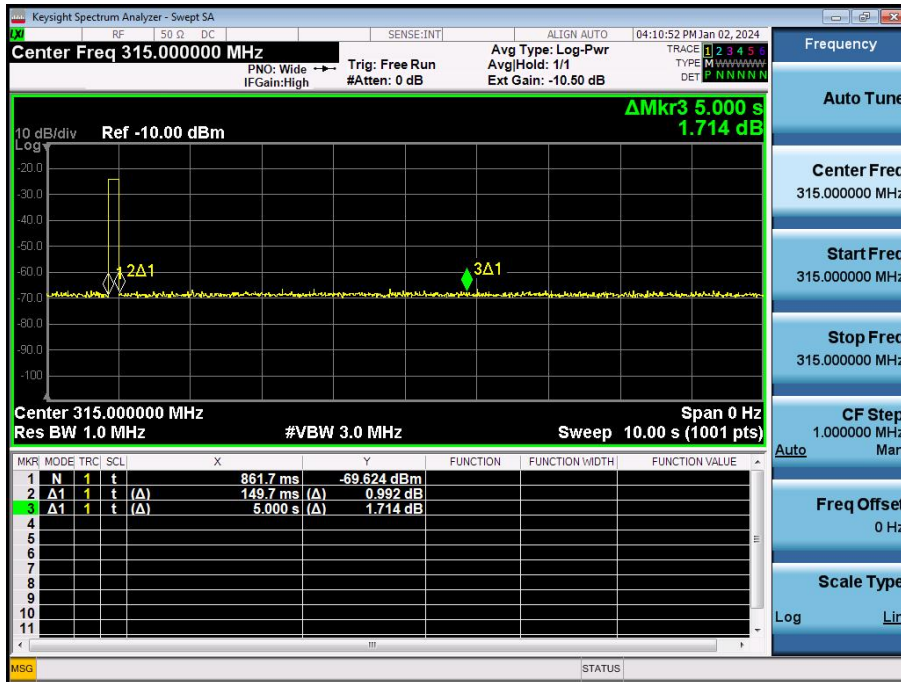 Keysight Spectrum Analyzer - Swept SA
LXI RF 50 Ω DC SENSE:INT ALIGN AUTO 04:10:52 PM Jan 02, 2024
Center Freq 315.000000 MHz
PNO: Wide
IFGain:High
Trig: Free Run
#Atten: 0 dB
Avg Type: Log-Pwr
Avg|Hold: 1/1
Ext Gain: -10.50 dB
TRACE 1 2 3 4 5 6
TYPE M WWWWW
DET P N N N N N
ΔMkr3 5.000 s
1.714 dB
10 dB/div Ref -10.00 dBm
Log
-20.0
-30.0
-40.0
-50.0
-60.0
-70.0
-80.0
-90.0
-100
2Δ1
3Δ1
Center 315.000000 MHz Span 0 Hz
Res BW 1.0 MHz #VBW 3.0 MHz Sweep 10.00 s (1001 pts)
MKR MODE TRC SCL X Y FUNCTION FUNCTION WIDTH FUNCTION VALUE
1 N 1 t 861.7 ms -69.624 dBm
2 Δ1 1 t (Δ) 149.7 ms (Δ) 0.992 dB
3 Δ1 1 t (Δ) 5.000 s (Δ) 1.714 dB
4
5
6
7
8
9
10
11
MSG STATUS
Frequency
Auto Tune
Center Freq
315.000000 MHz
Start Freq
315.000000 MHz
Stop Freq
315.000000 MHz
CF Step
1.000000 MHz
Auto Man
Freq Offset
0 Hz
Scale Type
Log Lin